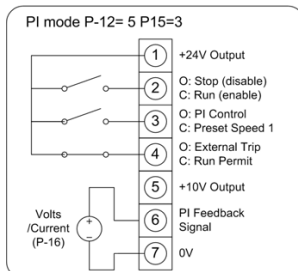 PI mode P-12= 5 P15=3
1 +24V Output
2 O: Stop (disable)
C: Run (enable)
3 O: PI Control
C: Preset Speed 1
4 O: External Trip
C: Run Permit
5 +10V Output
Volts
/Current
(P-16)
+
−
6 PI Feedback
Signal
7 0V